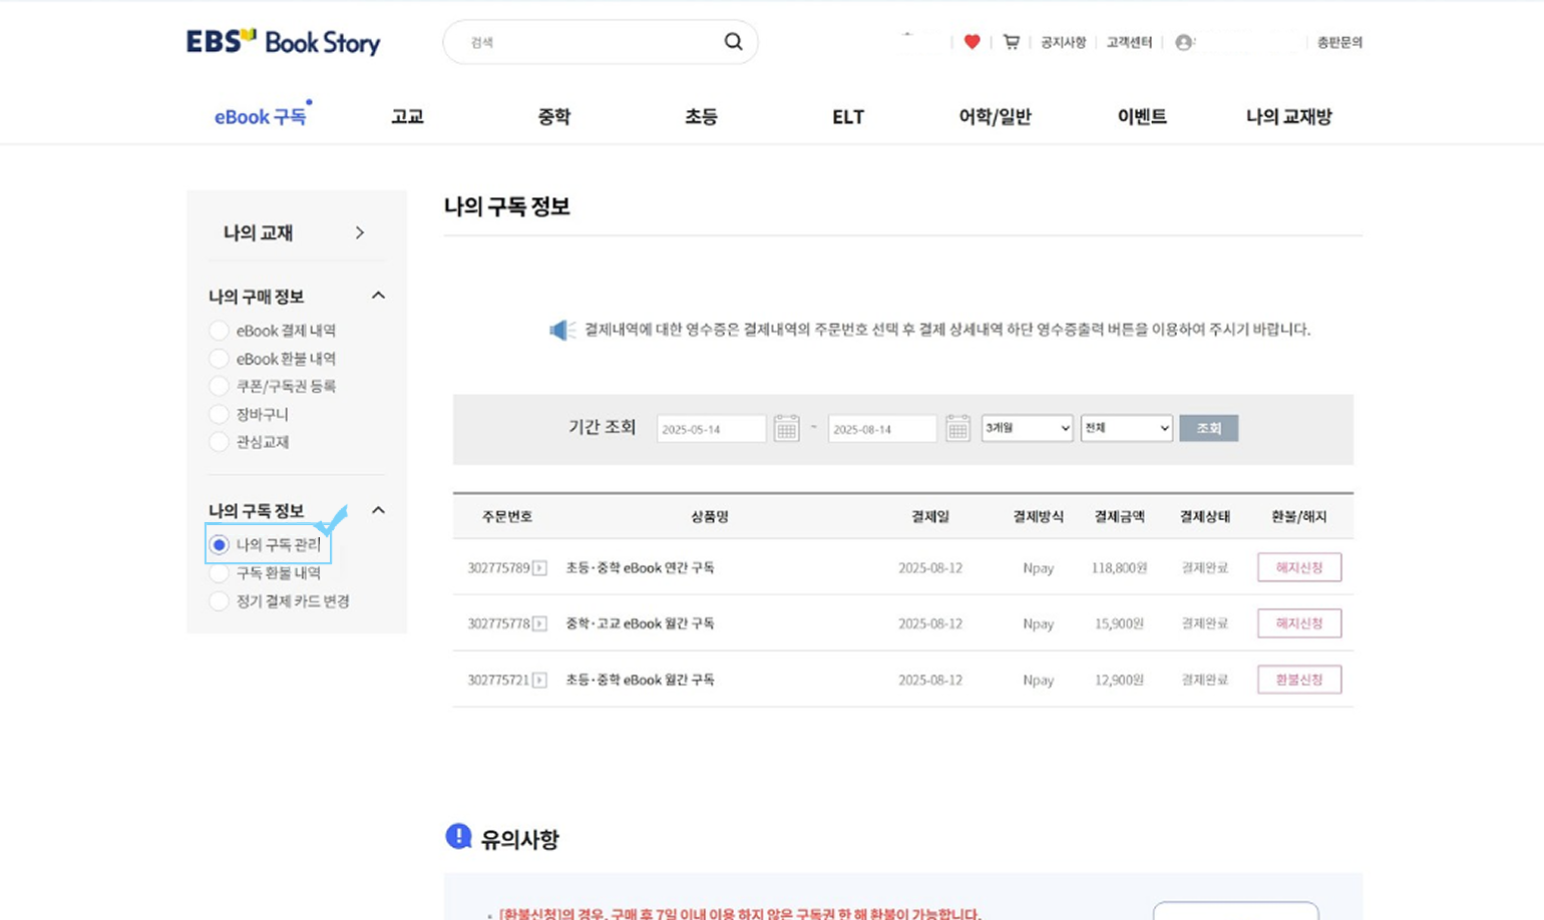 EBS Book Story
검색
공지사항
고객센터
총판문의
eBook 구독
고교
중학
초등
ELT
어학/일반
이벤트
나의 교재방
나의 교재
나의 구매 정보
eBook 결제 내역
eBook 환불 내역
쿠폰/구독권 등록
장바구니
관심교재
나의 구독 정보
나의 구독 관리
구독 환불 내역
정기 결제 카드 변경
나의 구독 정보
결제내역에 대한 영수증은 결제내역의 주문번호 선택 후 결제 상세내역 하단 영수증출력 버튼을 이용하여 주시기 바랍니다.
기간 조회 2025-05-14 ~ 2025-08-14 3개월 전체 조회
주문번호 상품명 결제일 결제방식 결제금액 결제상태 환불/해지
302775789 초등·중학 eBook 연간 구독 2025-08-12 Npay 118,800원 결제완료 해지신청
302775778 중학·고교 eBook 월간 구독 2025-08-12 Npay 15,900원 결제완료 해지신청
302775721 초등·중학 eBook 월간 구독 2025-08-12 Npay 12,900원 결제완료 환불신청
유의사항
• [환불신청]의 경우, 구매 후 7일 이내 이용 하지 않은 구독권 한 해 환불이 가능합니다.